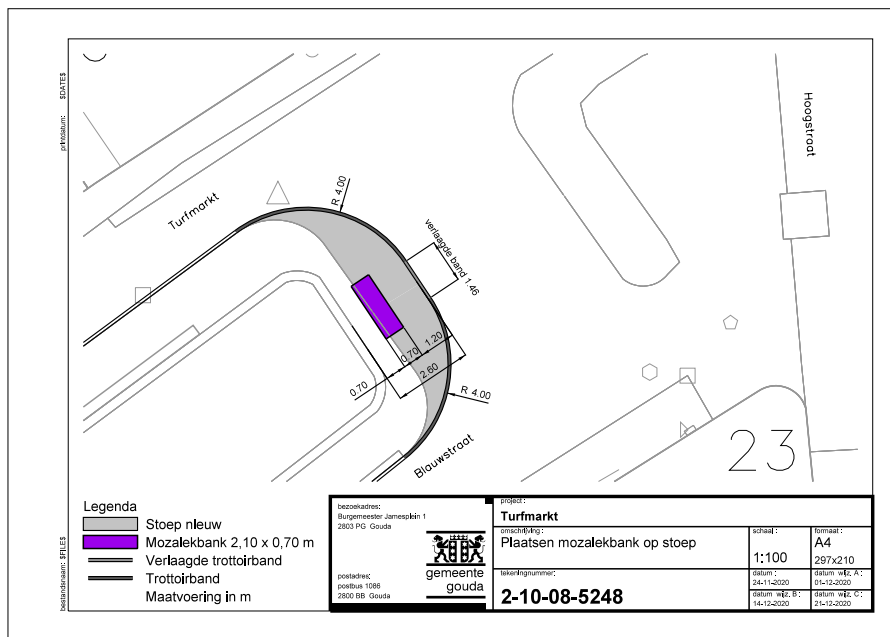 printdatum: $DATE$
Hoogstraat
Turfmarkt
R 4.00
verlaagde band 1.46
1.20
0.70
2.60
0.70
R 4.00
Blauwstraat
23
bestandsnaam: $FILE$
Legenda
Stoep nieuw
Mozaïekbank 2,10 x 0,70 m
Verlaagde trottoirband
Trottoirband
Maatvoering in m
bezoekadres:
Burgemeester Jamesplein 1
2803 PG Gouda
postadres:
postbus 1086
2800 BB Gouda
gemeente
gouda
project :
Turfmarkt
omschrijving :
Plaatsen mozaïekbank op stoep
schaal :
1:100
formaat :
A4
297x210
tekeningnummer:
2-10-08-5248
datum :
24-11-2020
datum wijz. A :
01-12-2020
datum wijz. B :
14-12-2020
datum wijz. C :
21-12-2020